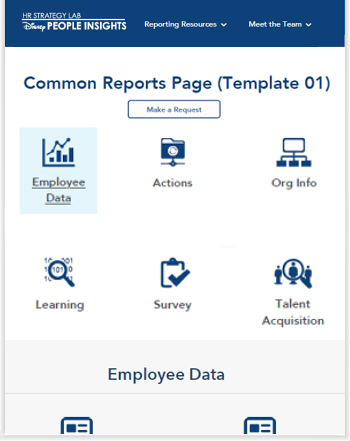 HR STRATEGY LAB
Disney PEOPLE INSIGHTS
Reporting Resources
Meet the Team
Common Reports Page (Template 01)
Make a Request
Employee
Data
Actions
Org Info
Learning
Survey
Talent
Acquisition
Employee Data